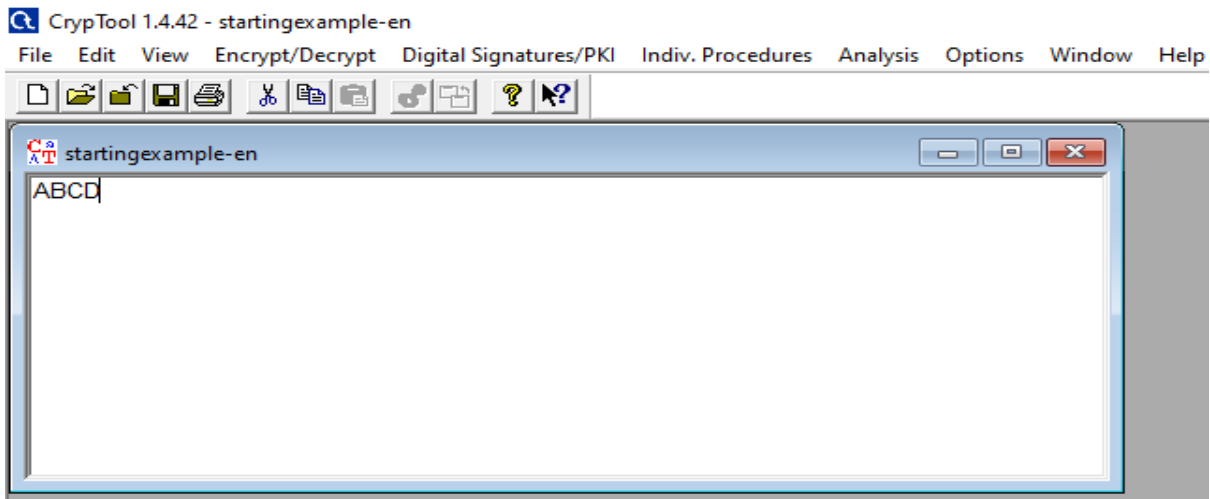 CrypTool 1.4.42 - startingexample-en
File Edit View Encrypt/Decrypt Digital Signatures/PKI Indiv. Procedures Analysis Options Window Help
startingexample-en
ABCD